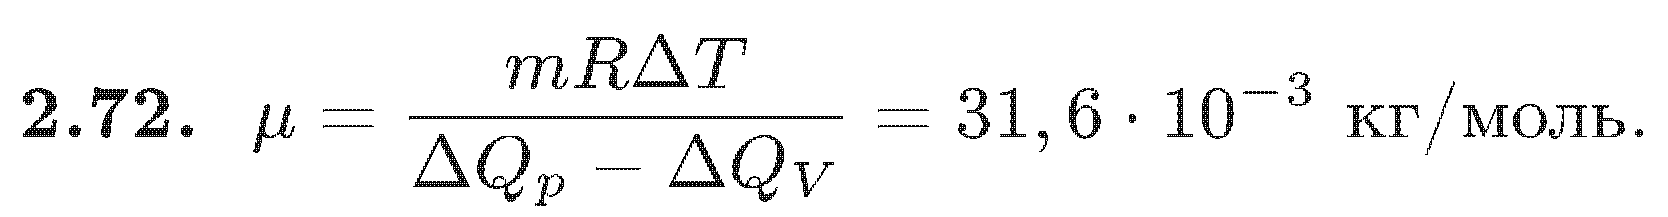 2.72. μ = mRΔT / (ΔQ_p − ΔQ_V) = 31,6 · 10^{−3} кг/моль.